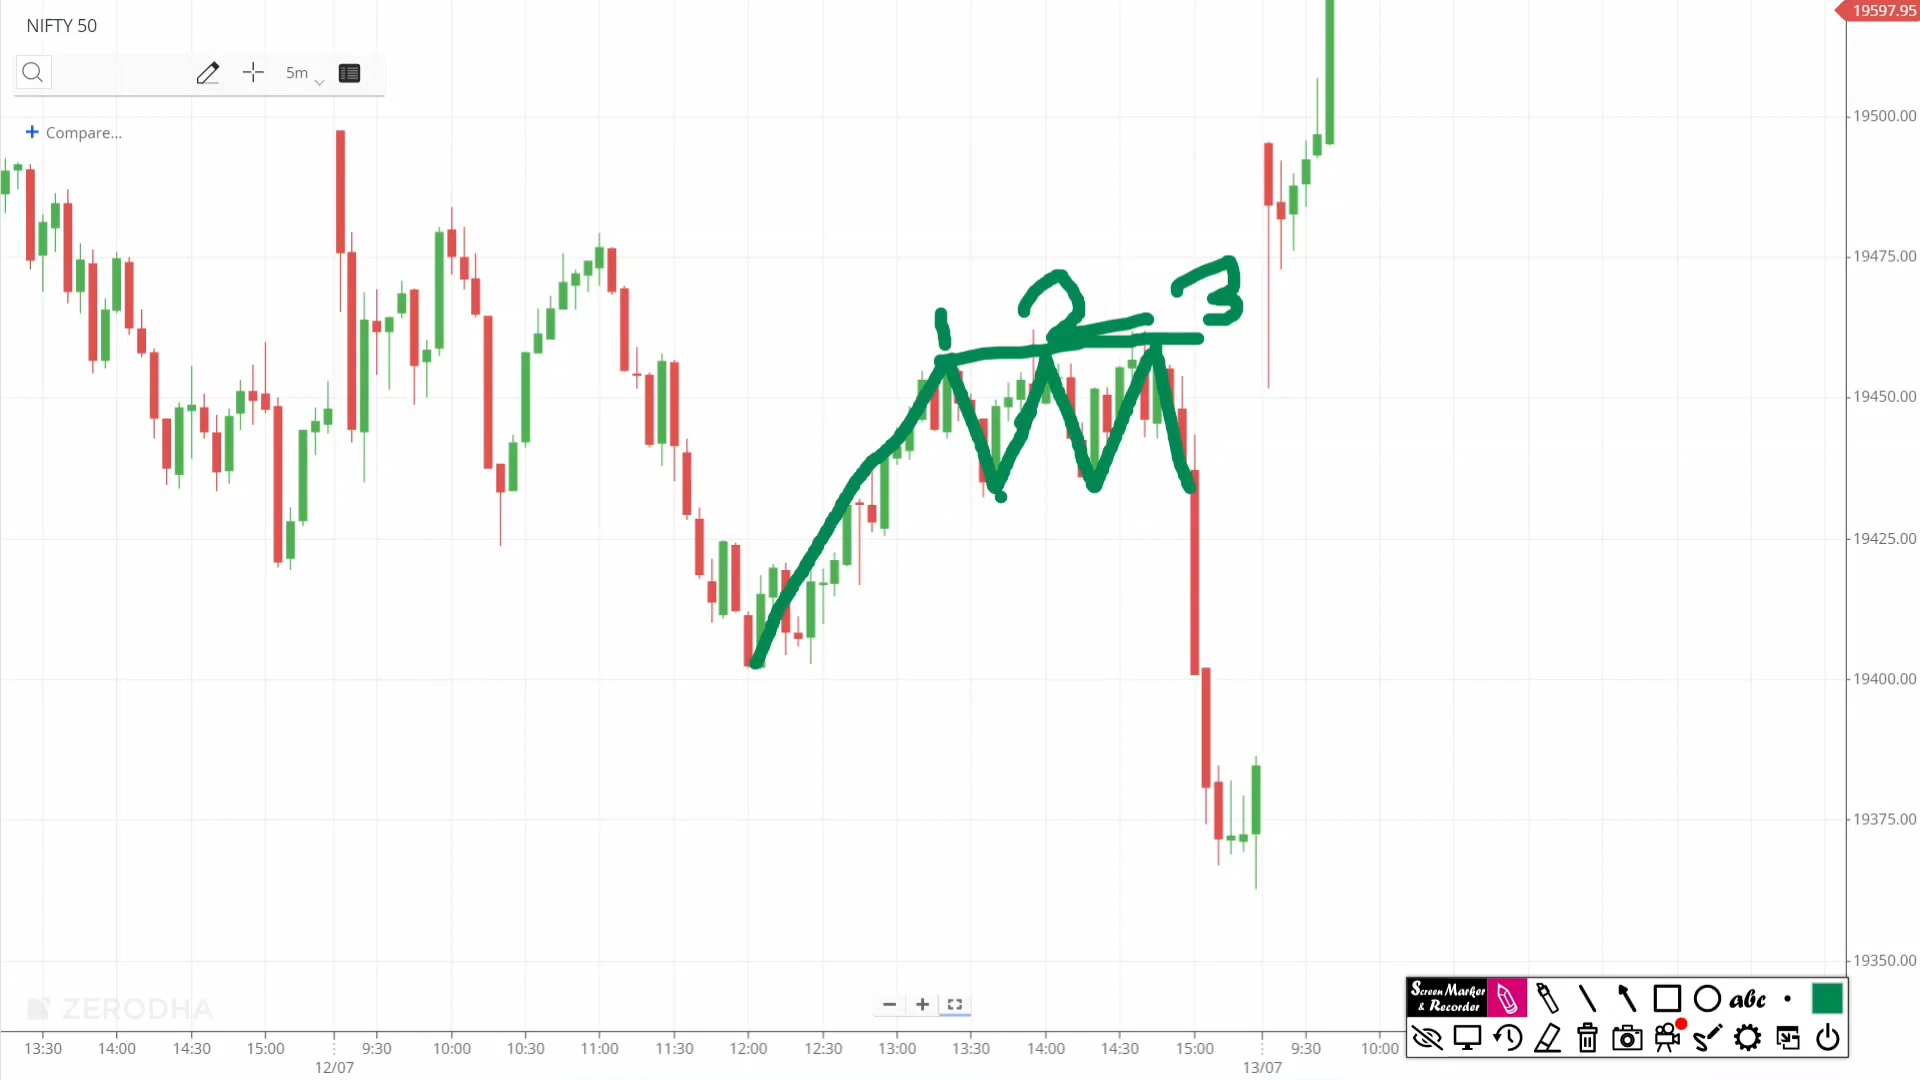 NIFTY 50
19597.95
5m
+ Compare...
1 2 3
19500.00
19475.00
19450.00
19425.00
19400.00
19375.00
19350.00
ZERODHA
Screen Marker
& Recorder
abc
13:30 14:00 14:30 15:00 9:30 10:00 10:30 11:00 11:30 12:00 12:30 13:00 13:30 14:00 14:30 15:00 9:30 10:00
12/07 13/07